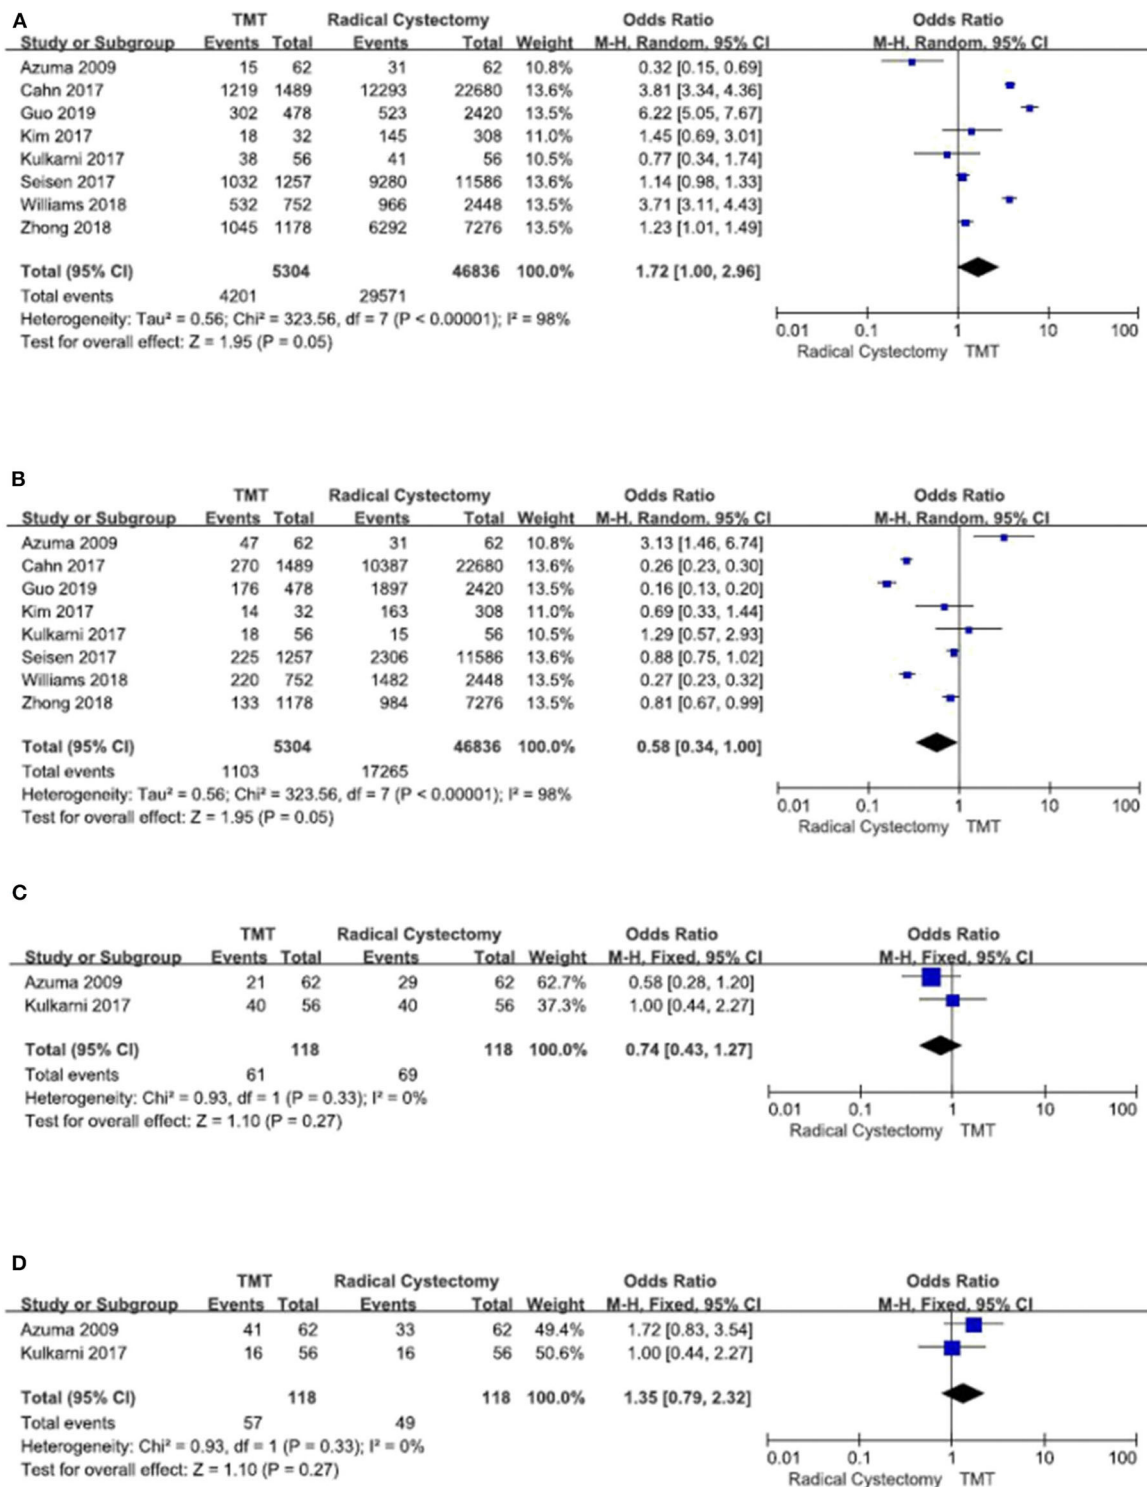 A
TMT Radical Cystectomy Odds Ratio Odds Ratio
Study or Subgroup Events Total Events Total Weight M-H, Random, 95% CI M-H, Random, 95% CI
Azuma 2009 15 62 31 62 10.8% 0.32 [0.15, 0.69]
Cahn 2017 1219 1489 12293 22680 13.6% 3.81 [3.34, 4.36]
Guo 2019 302 478 523 2420 13.5% 6.22 [5.05, 7.67]
Kim 2017 18 32 145 308 11.0% 1.45 [0.69, 3.01]
Kulkarni 2017 38 56 41 56 10.5% 0.77 [0.34, 1.74]
Seisen 2017 1032 1257 9280 11586 13.6% 1.14 [0.98, 1.33]
Williams 2018 532 752 966 2448 13.5% 3.71 [3.11, 4.43]
Zhong 2018 1045 1178 6292 7276 13.5% 1.23 [1.01, 1.49]
Total (95% CI) 5304 46836 100.0% 1.72 [1.00, 2.96]
Total events 4201 29571
Heterogeneity: Tau² = 0.56; Chi² = 323.56, df = 7 (P < 0.00001); I² = 98%
Test for overall effect: Z = 1.95 (P = 0.05)
0.01 0.1 1 10 100
Radical Cystectomy TMT
B
TMT Radical Cystectomy Odds Ratio Odds Ratio
Study or Subgroup Events Total Events Total Weight M-H, Random, 95% CI M-H, Random, 95% CI
Azuma 2009 47 62 31 62 10.8% 3.13 [1.46, 6.74]
Cahn 2017 270 1489 10387 22680 13.6% 0.26 [0.23, 0.30]
Guo 2019 176 478 1897 2420 13.5% 0.16 [0.13, 0.20]
Kim 2017 14 32 163 308 11.0% 0.69 [0.33, 1.44]
Kulkarni 2017 18 56 15 56 10.5% 1.29 [0.57, 2.93]
Seisen 2017 225 1257 2306 11586 13.6% 0.88 [0.75, 1.02]
Williams 2018 220 752 1482 2448 13.5% 0.27 [0.23, 0.32]
Zhong 2018 133 1178 984 7276 13.5% 0.81 [0.67, 0.99]
Total (95% CI) 5304 46836 100.0% 0.58 [0.34, 1.00]
Total events 1103 17265
Heterogeneity: Tau² = 0.56; Chi² = 323.56, df = 7 (P < 0.00001); I² = 98%
Test for overall effect: Z = 1.95 (P = 0.05)
0.01 0.1 1 10 100
Radical Cystectomy TMT
C
TMT Radical Cystectomy Odds Ratio Odds Ratio
Study or Subgroup Events Total Events Total Weight M-H, Fixed, 95% CI M-H, Fixed, 95% CI
Azuma 2009 21 62 29 62 62.7% 0.58 [0.28, 1.20]
Kulkarni 2017 40 56 40 56 37.3% 1.00 [0.44, 2.27]
Total (95% CI) 118 118 100.0% 0.74 [0.43, 1.27]
Total events 61 69
Heterogeneity: Chi² = 0.93, df = 1 (P = 0.33); I² = 0%
Test for overall effect: Z = 1.10 (P = 0.27)
0.01 0.1 1 10 100
Radical Cystectomy TMT
D
TMT Radical Cystectomy Odds Ratio Odds Ratio
Study or Subgroup Events Total Events Total Weight M-H, Fixed, 95% CI M-H, Fixed, 95% CI
Azuma 2009 41 62 33 62 49.4% 1.72 [0.83, 3.54]
Kulkarni 2017 16 56 16 56 50.6% 1.00 [0.44, 2.27]
Total (95% CI) 118 118 100.0% 1.35 [0.79, 2.32]
Total events 57 49
Heterogeneity: Chi² = 0.93, df = 1 (P = 0.33); I² = 0%
Test for overall effect: Z = 1.10 (P = 0.27)
0.01 0.1 1 10 100
Radical Cystectomy TMT